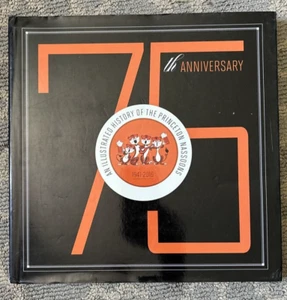 75
th ANNIVERSARY
AN ILLUSTRATED HISTORY OF THE PRINCETON NASSOONS